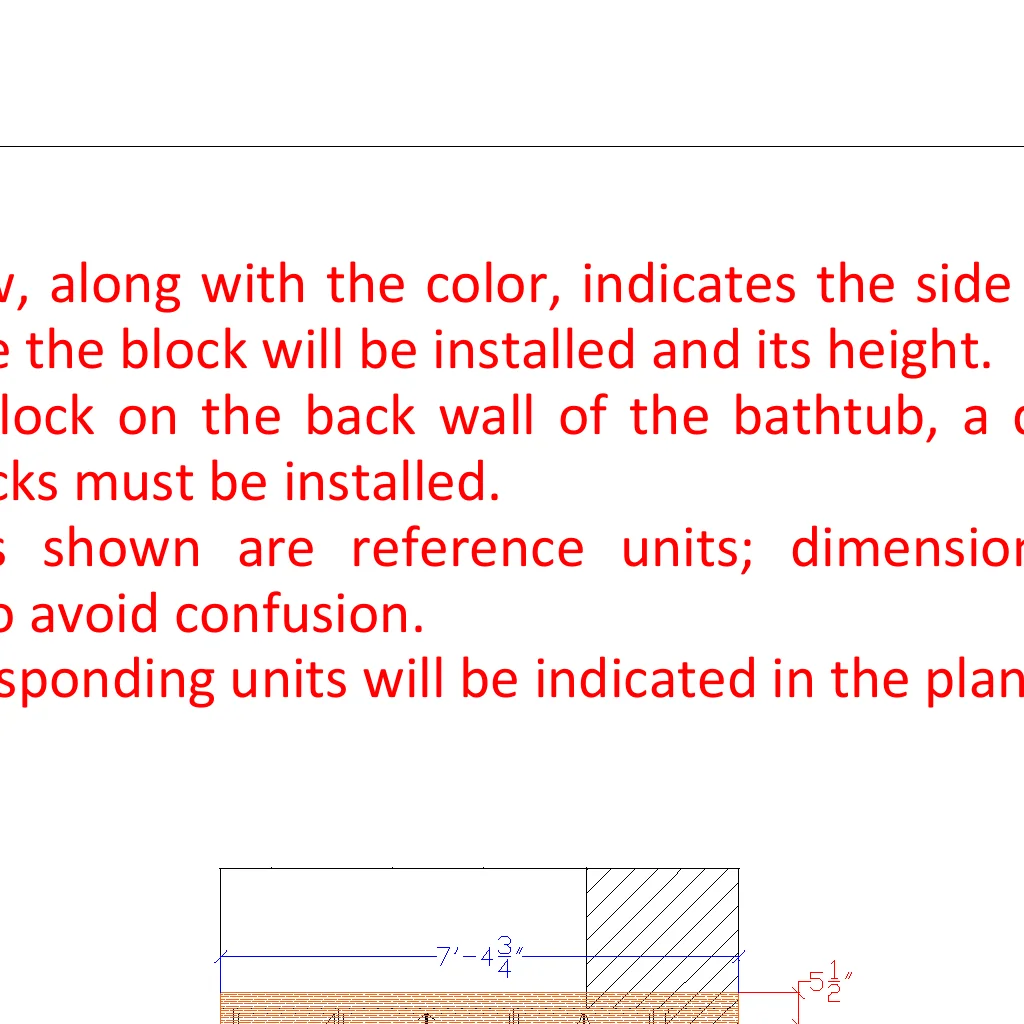 , along with the color, indicates the side
the block will be installed and its height.
lock on the back wall of the bathtub, a
cks must be installed.
s shown are reference units; dimension
avoid confusion.
sponding units will be indicated in the plan
7'-4 3/4"
5 1/2"